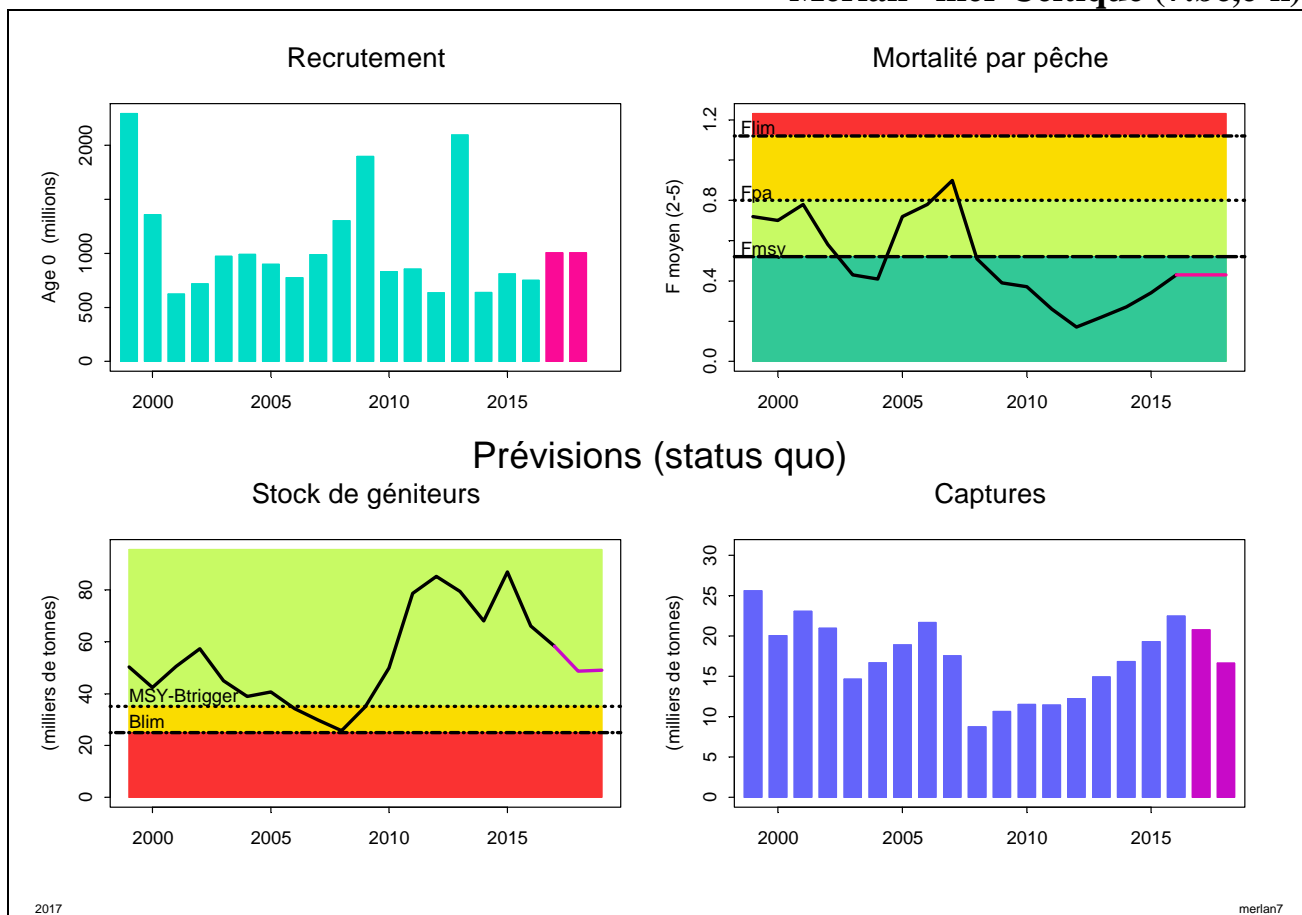 Merlan - mer Celtique
Recrutement
Age 0 (millions)
0
500
1000
2000
2000
2005
2010
2015
Mortalité par pêche
F moyen (2-5)
0.0
0.4
0.8
1.2
Flim
Fpa
Fmsy
2000
2005
2010
2015
Prévisions (status quo)
Stock de géniteurs
(milliers de tonnes)
0
20
40
60
80
MSY-Btrigger
Blim
2000
2005
2010
2015
Captures
(milliers de tonnes)
0
5
10
15
20
25
30
2000
2005
2010
2015
2017
merlan7